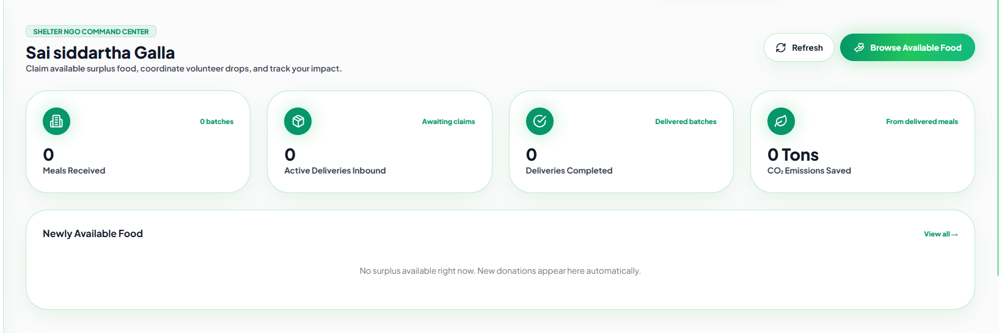 SHELTER NGO COMMAND CENTER
Sai siddartha Galla
Claim available surplus food, coordinate volunteer drops, and track your impact.
Refresh
Browse Available Food
0 batches
0
Meals Received
Awaiting claims
0
Active Deliveries Inbound
Delivered batches
0
Deliveries Completed
From delivered meals
0 Tons
CO₂ Emissions Saved
Newly Available Food
View all →
No surplus available right now. New donations appear here automatically.